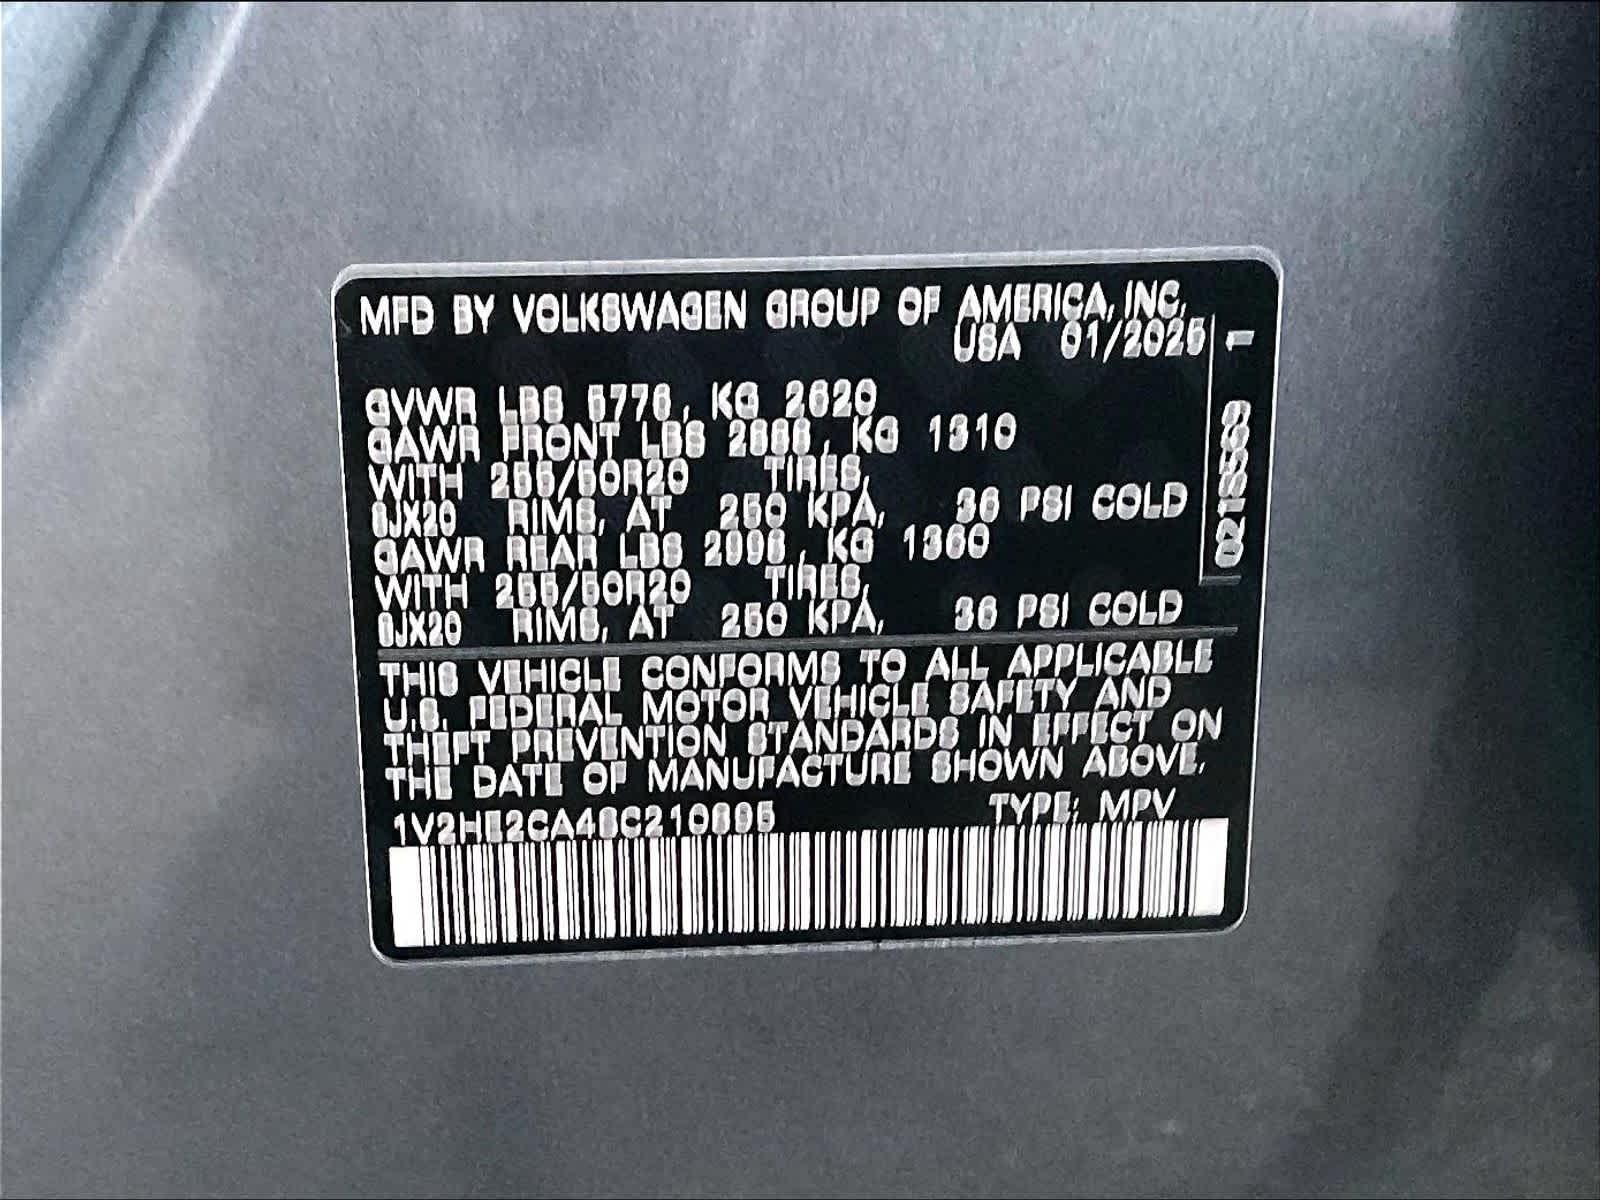 MFD BY VOLKSWAGEN GROUP OF AMERICA, INC.
USA 01/2025
GVWR LBS 5776, KG 2620
GAWR FRONT LBS 2888, KG 1310
WITH 255/50R20 TIRES,
8JX20 RIMS, AT 250 KPA, 36 PSI COLD
GAWR REAR LBS 2998, KG 1360
WITH 255/50R20 TIRES,
8JX20 RIMS, AT 250 KPA, 36 PSI COLD
THIS VEHICLE CONFORMS TO ALL APPLICABLE
U.S. FEDERAL MOTOR VEHICLE SAFETY AND
THEFT PREVENTION STANDARDS IN EFFECT ON
THE DATE OF MANUFACTURE SHOWN ABOVE.
1V2HE2CA4SC210895 TYPE: MPV